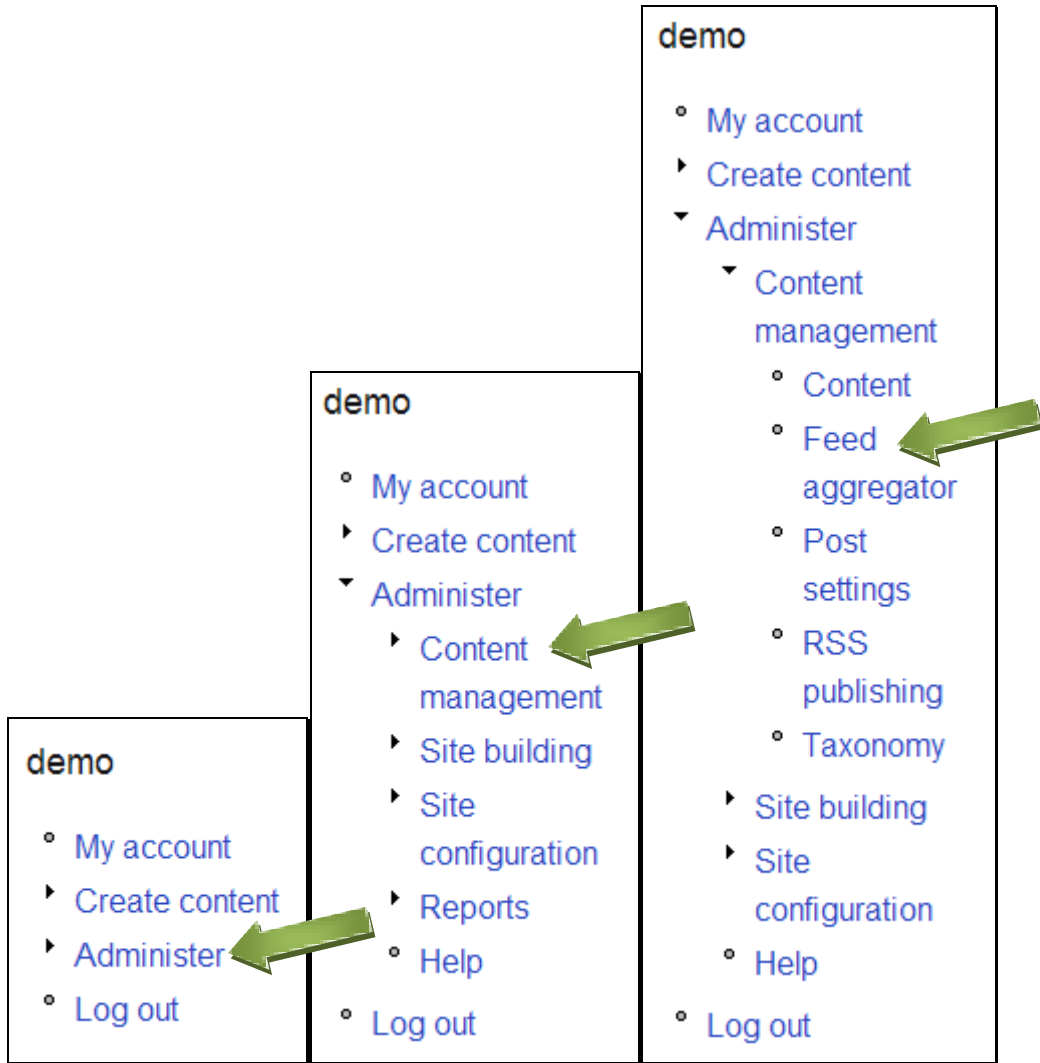 demo
My account
Create content
Administer
Log out
demo
My account
Create content
Administer
Content
management
Site building
Site
configuration
Reports
Help
Log out
demo
My account
Create content
Administer
Content
management
Content
Feed
aggregator
Post
settings
RSS
publishing
Taxonomy
Site building
Site
configuration
Help
Log out